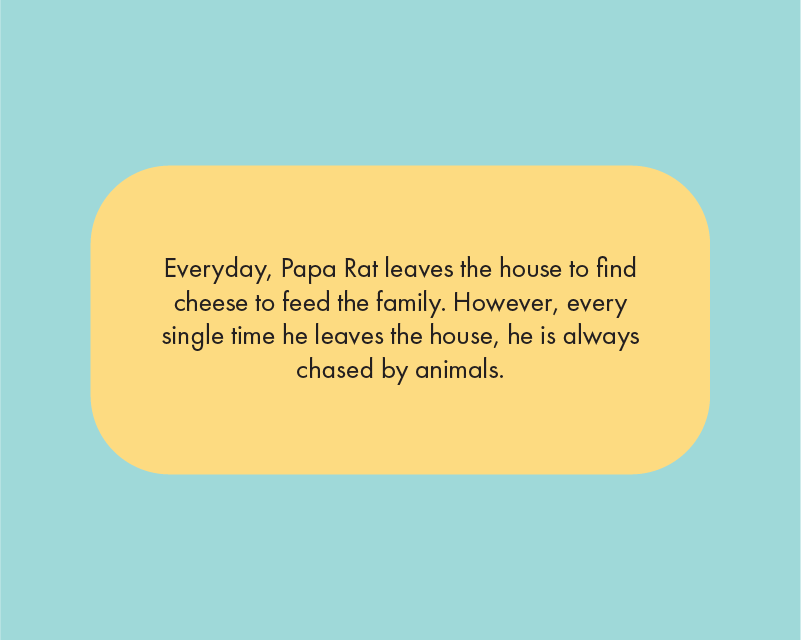 Everyday, Papa Rat leaves the house to find
cheese to feed the family. However, every
single time he leaves the house, he is always
chased by animals.